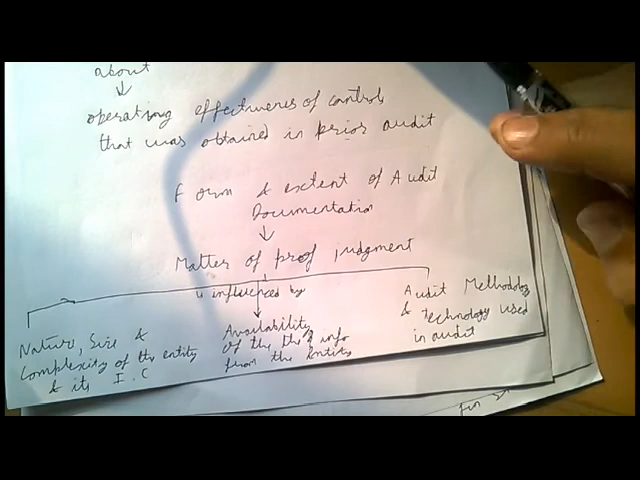 about
operating effectiveness of controls
that was obtained in prior audit
Form & extent of Audit
Documentation
Matter of prof judgment
is influenced by
Nature, Size &
Complexity of the entity
& its I.C
Availability
of the info
from the Entity
Audit Methodology
& technology used
in audit